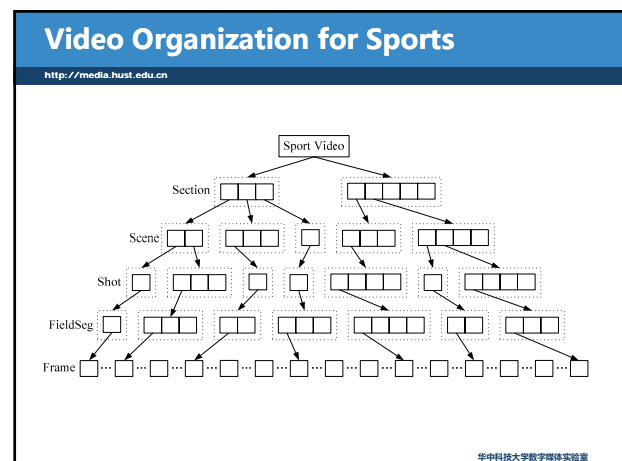 Video Organization for Sports
http://media.hust.edu.cn
Sport Video
Section
Scene
Shot
FieldSeg
Frame
华中科技大学数字媒体实验室